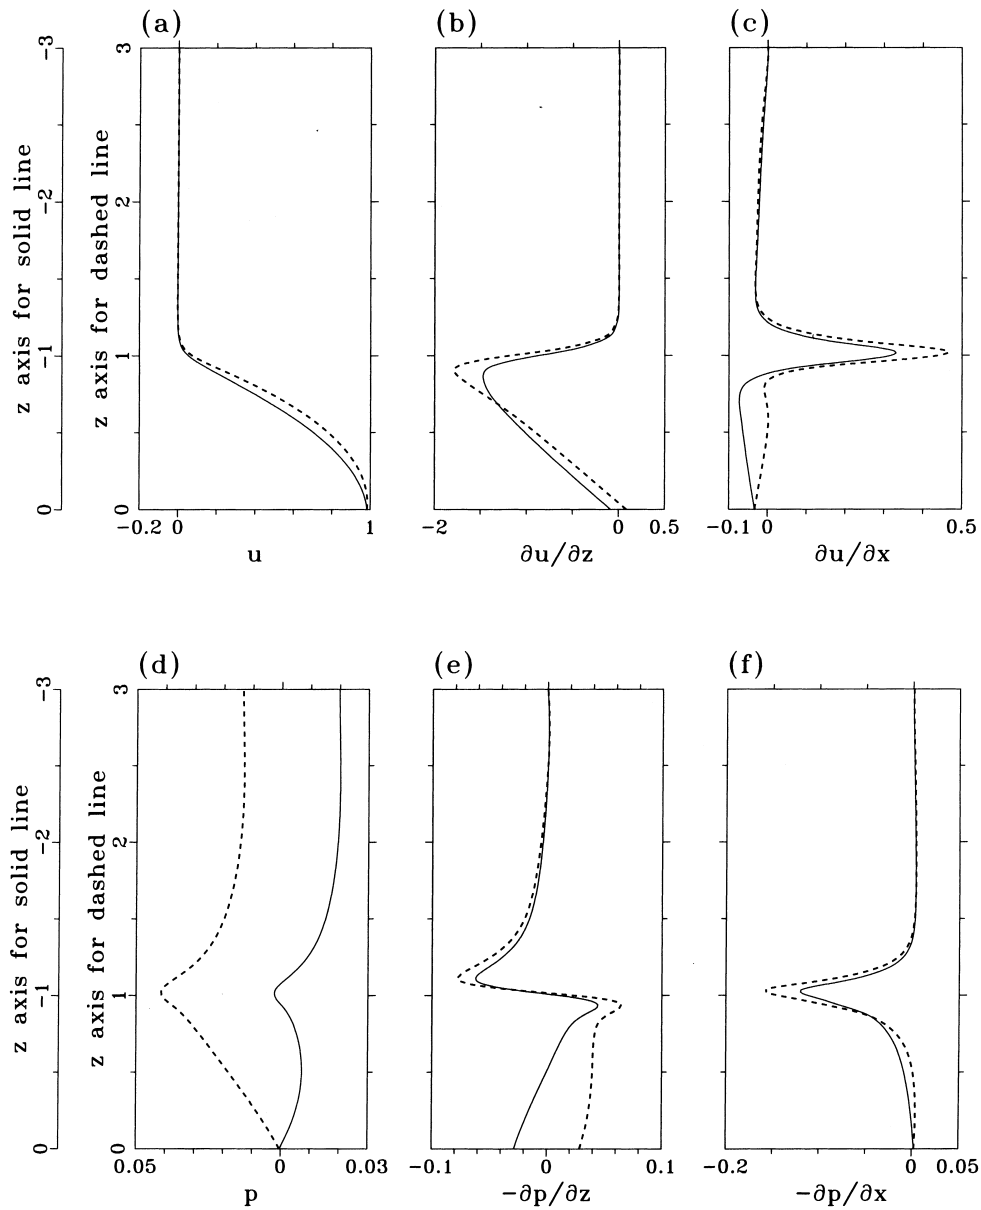 (a) (b) (c)
−3 3
−2 2
−1 1
0 0
z axis for solid line
z axis for dashed line
−0.2 0 1
u
−2 0 0.5
∂u/∂z
−0.1 0 0.5
∂u/∂x
(d) (e) (f)
−3 3
−2 2
−1 1
0 0
z axis for solid line
z axis for dashed line
0.05 0 0.03
p
−0.1 0 0.1
−∂p/∂z
−0.2 0 0.05
−∂p/∂x